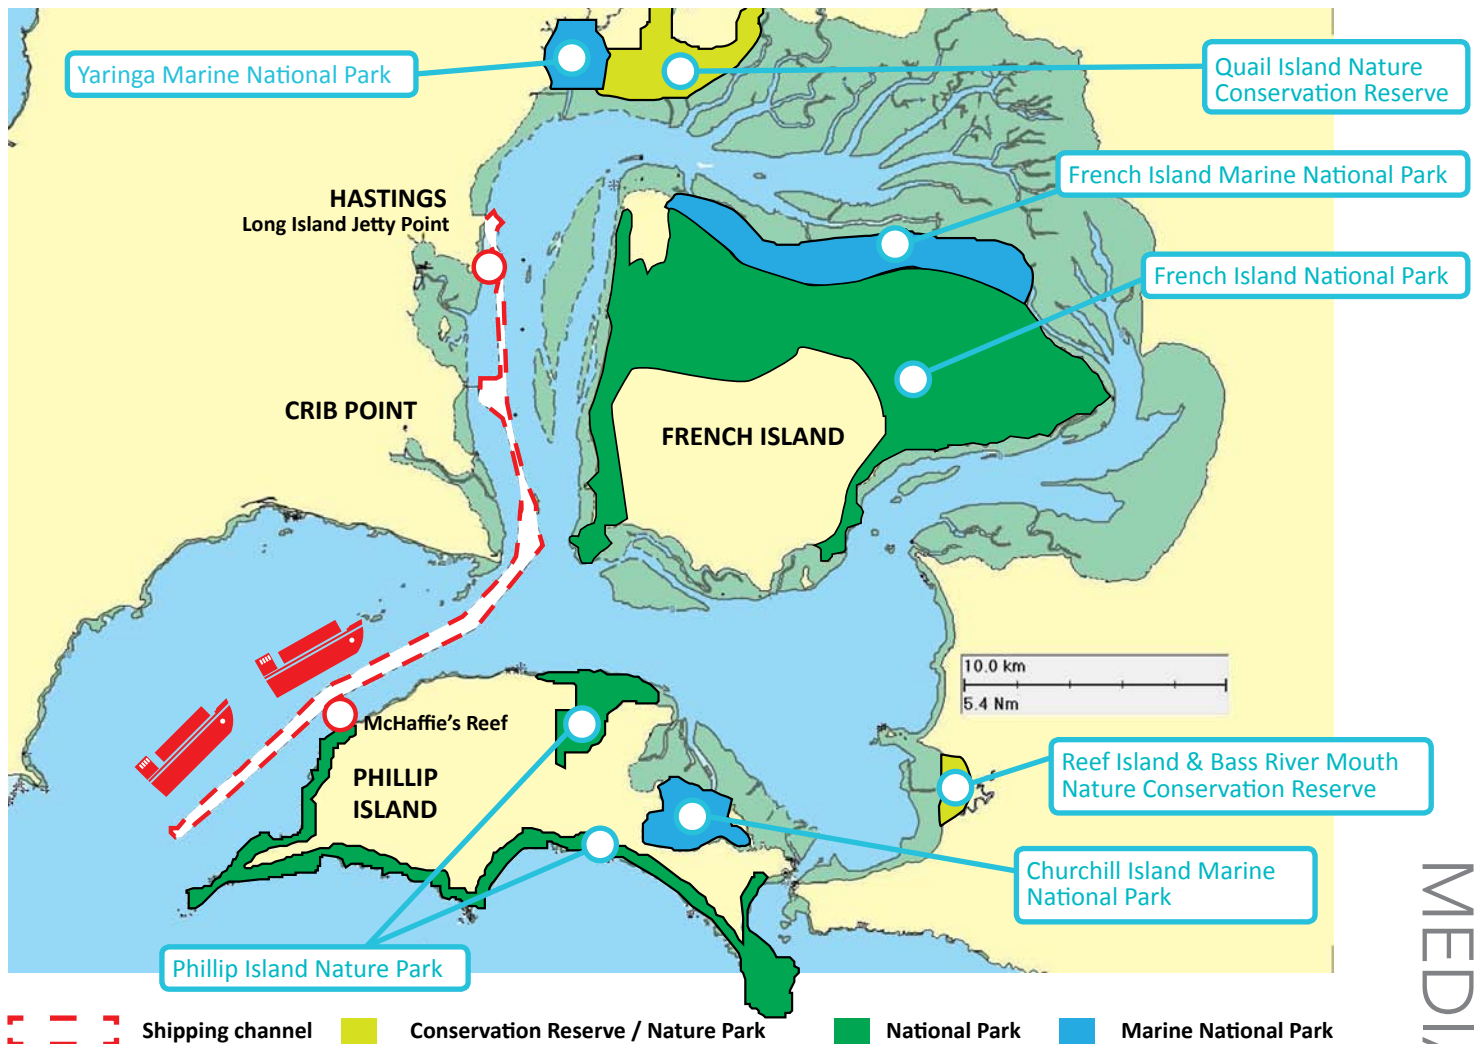 Yaringa Marine National Park
Quail Island Nature
Conservation Reserve
French Island Marine National Park
HASTINGS
Long Island Jetty Point
French Island National Park
CRIB POINT
FRENCH ISLAND
10.0 km
5.4 Nm
McHaffie's Reef
PHILLIP
ISLAND
Reef Island & Bass River Mouth
Nature Conservation Reserve
Churchill Island Marine
National Park
Phillip Island Nature Park
Shipping channel
Conservation Reserve / Nature Park
National Park
Marine National Park